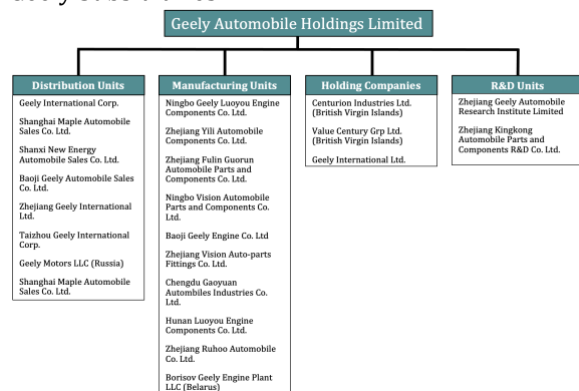 Geely Automobile Holdings Limited
Distribution Units
Geely International Corp.
Shanghai Maple Automobile
Sales Co. Ltd.
Shanxi New Energy
Automobile Sales Co. Ltd.
Baoji Geely Automobile Sales
Co. Ltd.
Zhejiang Geely International
Ltd.
Taizhou Geely International
Corp.
Geely Motors LLC (Russia)
Shanghai Maple Automobile
Sales Co. Ltd.
Manufacturing Units
Ningbo Geely Luoyou Engine
Components Co. Ltd.
Zhejiang Yili Automobile
Components Co. Ltd.
Zhejiang Fulin Guorun
Automobile Parts and
Components Co. Ltd.
Ningbo Vision Automobile
Parts and Components Co.
Ltd.
Baoji Geely Engine Co. Ltd
Zhejiang Vision Auto-parts
Fittings Co. Ltd.
Chengdu Gaoyuan
Autombiles Industries Co.
Ltd.
Hunan Luoyou Engine
Components Co. Ltd.
Zhejiang Ruhoo Automobile
Co. Ltd.
Borisov Geely Engine Plant
LLC (Belarus)
Holding Companies
Centurion Industries Ltd.
(British Virgin Islands)
Value Century Grp Ltd.
(British Virgin Islands)
Geely International Ltd.
R&D Units
Zhejiang Geely Automobile
Research Institute Limited
Zhejiang Kingkong
Automobile Parts and
Components R&D Co. Ltd.